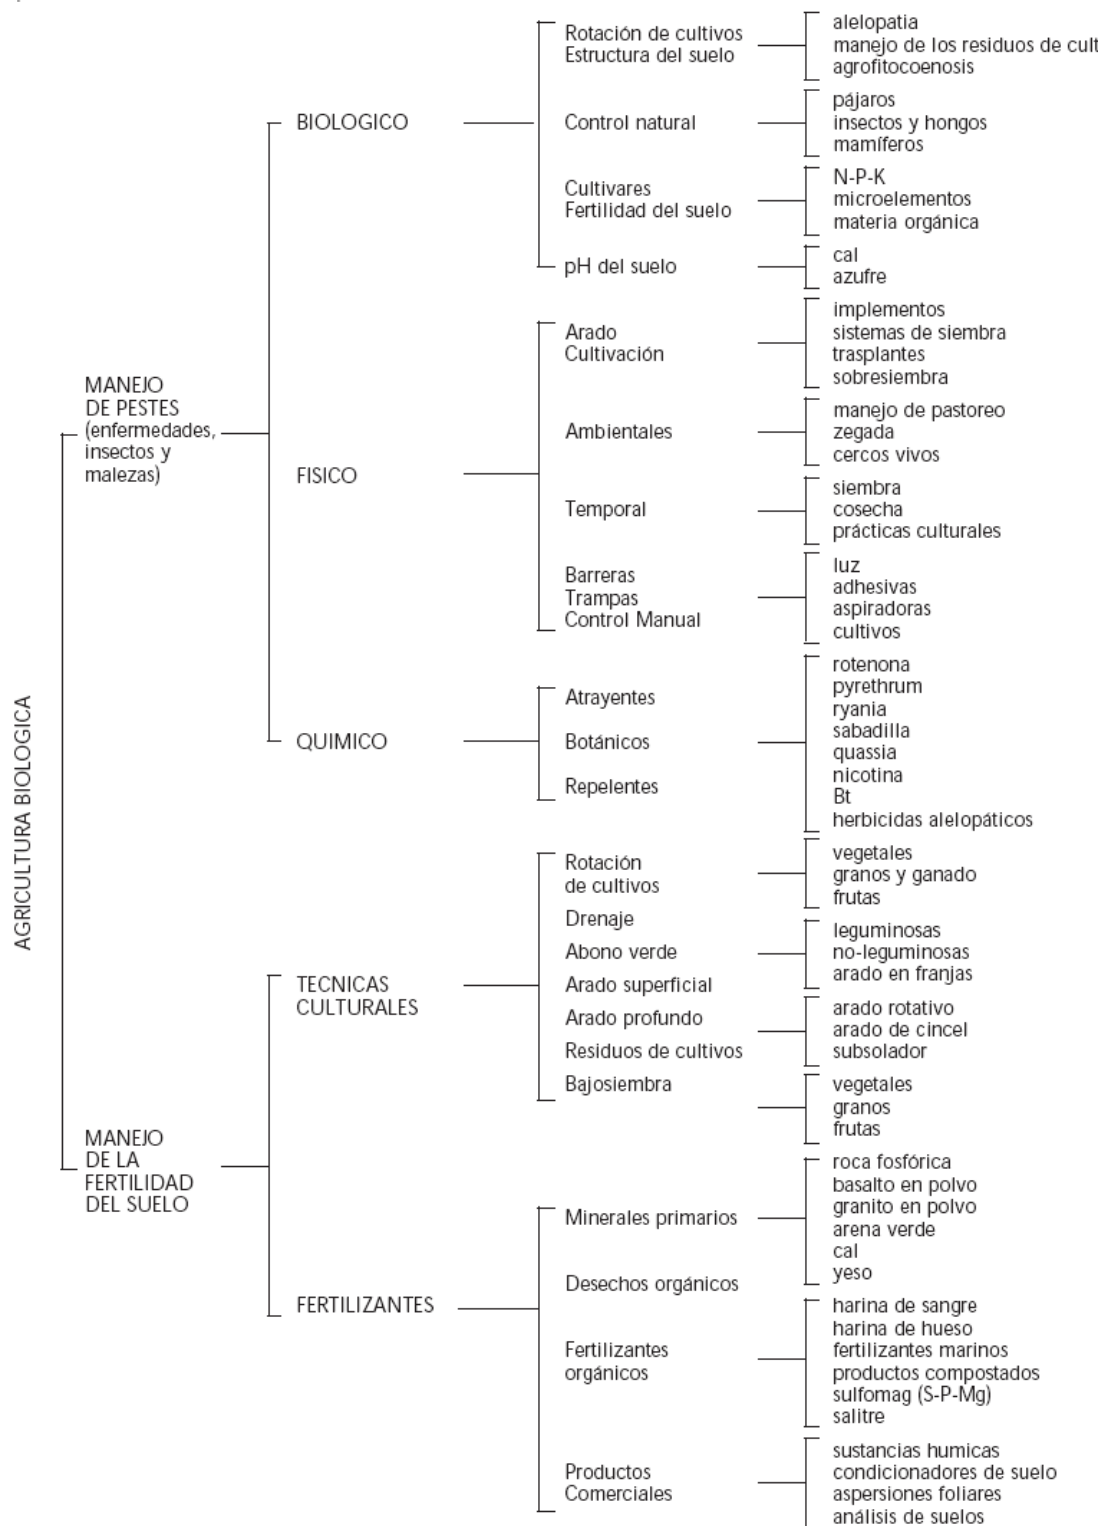 alelopatia
Rotación de cultivos
Estructura del suelo
manejo de los residuos de cult
agrofitocoenosis
BIOLOGICO
Control natural
pájaros
insectos y hongos
mamíferos
Cultivares
Fertilidad del suelo
N-P-K
microelementos
materia orgánica
pH del suelo
cal
azufre
MANEJO
DE PESTES
(enfermedades,
insectos y
malezas)
FISICO
Arado
Cultivación
implementos
sistemas de siembra
trasplantes
sobresiembra
Ambientales
manejo de pastoreo
zegada
cercos vivos
Temporal
siembra
cosecha
prácticas culturales
Barreras
Trampas
Control Manual
luz
adhesivas
aspiradoras
cultivos
QUIMICO
Atrayentes
Botánicos
Repelentes
rotenona
pyrethrum
ryania
sabadilla
quassia
nicotina
Bt
herbicidas alelopáticos
AGRICULTURA BIOLOGICA
TECNICAS
CULTURALES
Rotación
de cultivos
Drenaje
Abono verde
Arado superficial
Arado profundo
Residuos de cultivos
Bajosiembra
vegetales
granos y ganado
frutas
leguminosas
no-leguminosas
arado en franjas
arado rotativo
arado de cincel
subsolador
vegetales
granos
frutas
MANEJO
DE LA
FERTILIDAD
DEL SUELO
FERTILIZANTES
Minerales primarios
roca fosfórica
basalto en polvo
granito en polvo
arena verde
cal
yeso
Desechos orgánicos
Fertilizantes
orgánicos
harina de sangre
harina de hueso
fertilizantes marinos
productos compostados
sulfomag (S-P-Mg)
salitre
Productos
Comerciales
sustancias humicas
condicionadores de suelo
aspersiones foliares
análisis de suelos